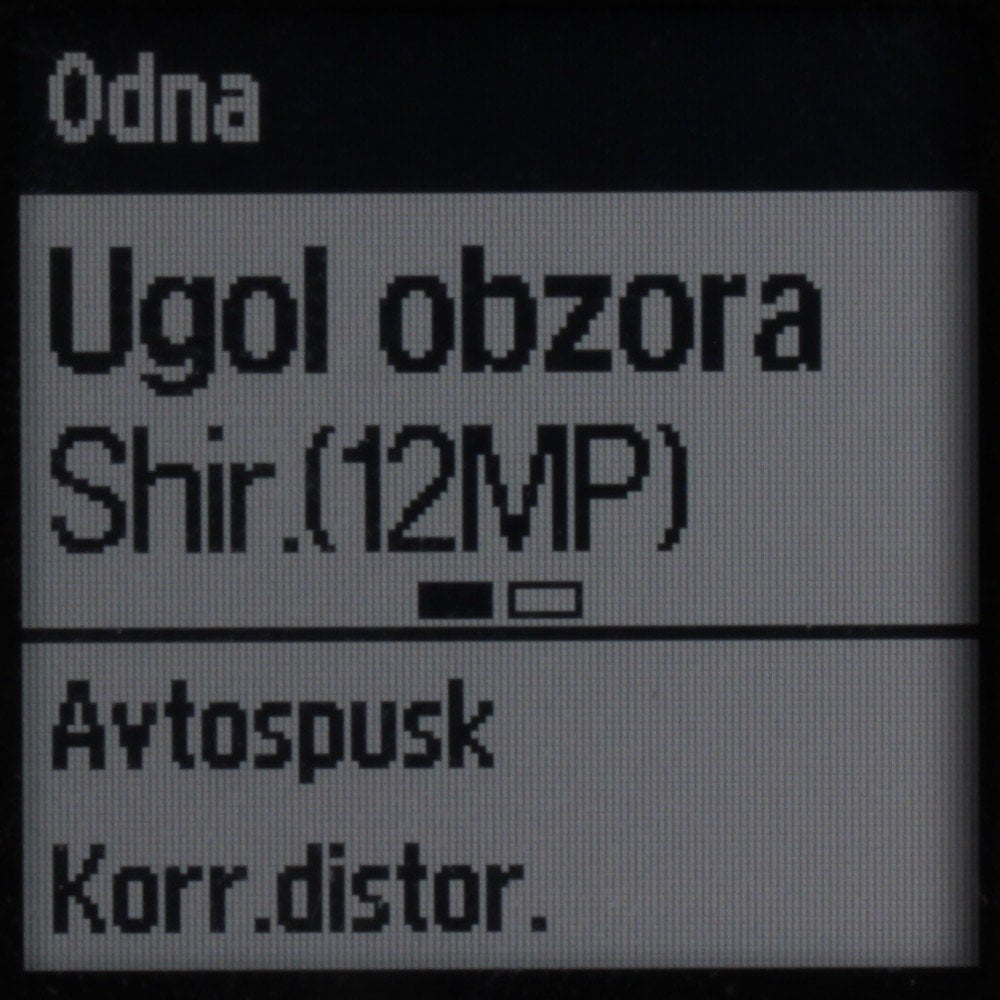 Odna
Ugol obzora
Shir.(12MP)
Avtospusk
Korr.distor.